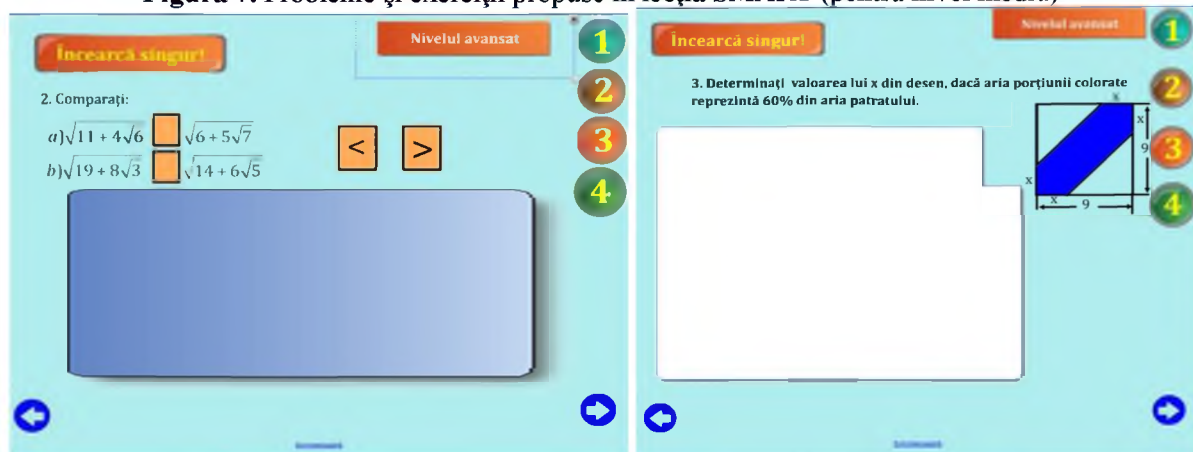 Figura 7. Probleme şi exerciţii propuse în lecţia SMART (pentru nivel mediu)
Încearcă singur!
Nivelul avansat
1
2
3
4
2. Comparaţi:
a)√11 + 4√6 √6 + 5√7
b)√19 + 8√3 √14 + 6√5
< >
Încearcă singur!
Nivelul avansat
1
2
3
4
3. Determinaţi valoarea lui x din desen, dacă aria porţiunii colorate
reprezintă 60% din aria patratului.
x
x
9
x
x
9